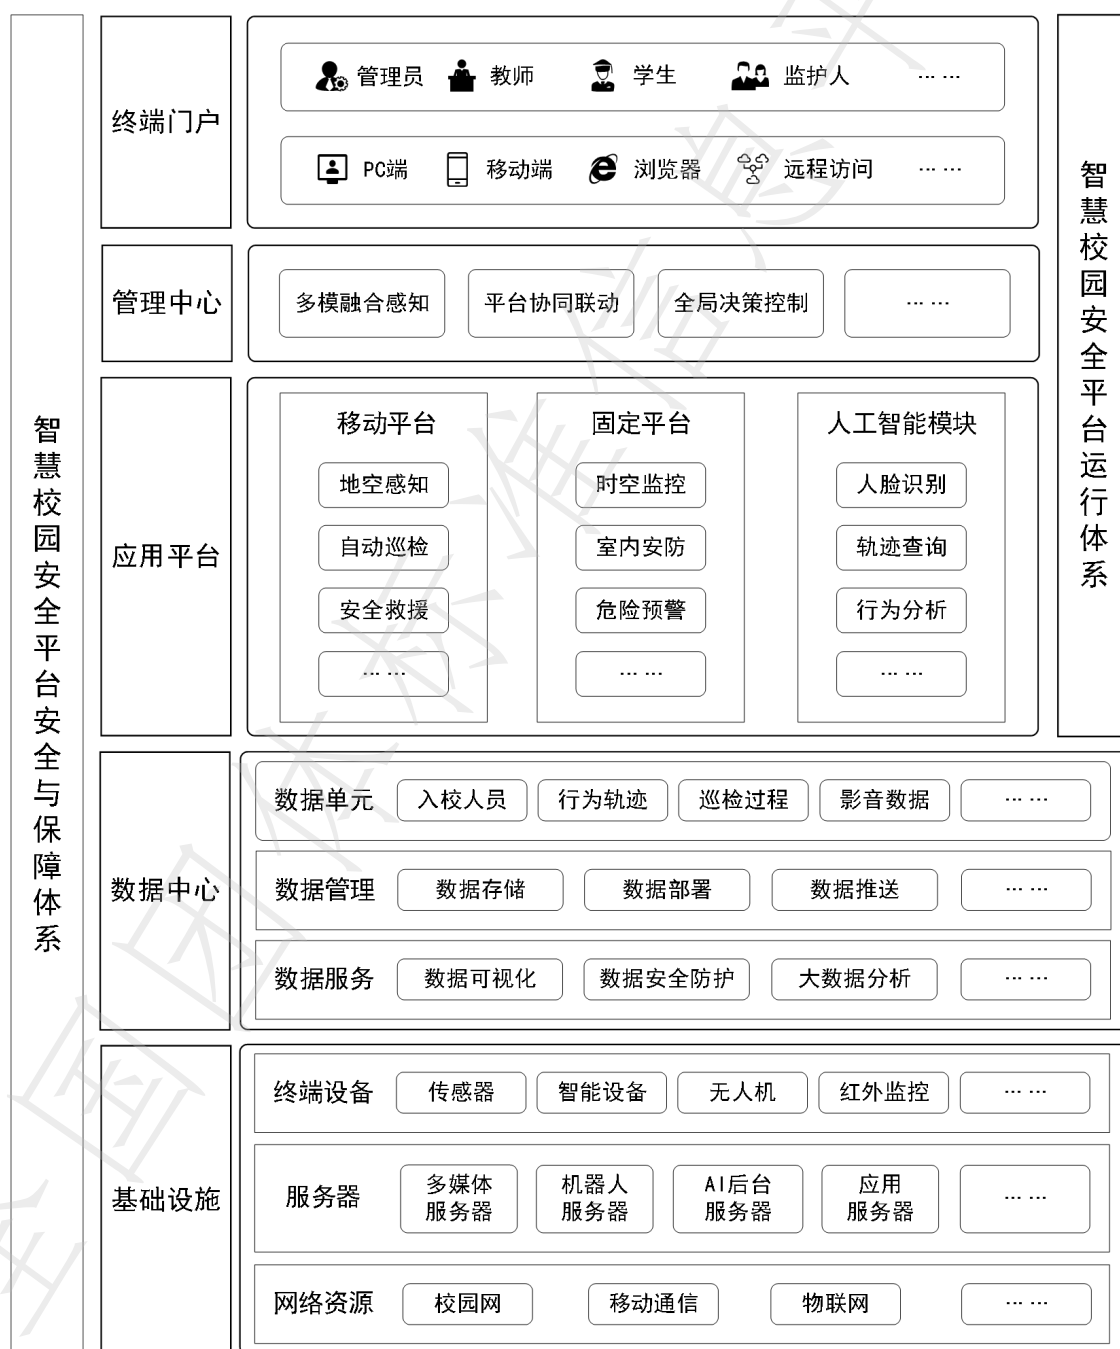 智慧校园安全平台安全与保障体系
终端门户
管理员 教师 学生 监护人 … …
PC端 移动端 浏览器 远程访问 … …
管理中心
多模融合感知 平台协同联动 全局决策控制 … …
应用平台
移动平台
地空感知
自动巡检
安全救援
… …
固定平台
时空监控
室内安防
危险预警
… …
人工智能模块
人脸识别
轨迹查询
行为分析
… …
智慧校园安全平台运行体系
数据中心
数据单元 入校人员 行为轨迹 巡检过程 影音数据 … …
数据管理 数据存储 数据部署 数据推送 … …
数据服务 数据可视化 数据安全防护 大数据分析 … …
基础设施
终端设备 传感器 智能设备 无人机 红外监控 … …
服务器
多媒体
服务器
机器人
服务器
AI后台
服务器
应用
服务器
… …
网络资源 校园网 移动通信 物联网 … …
全国团体标准信息平